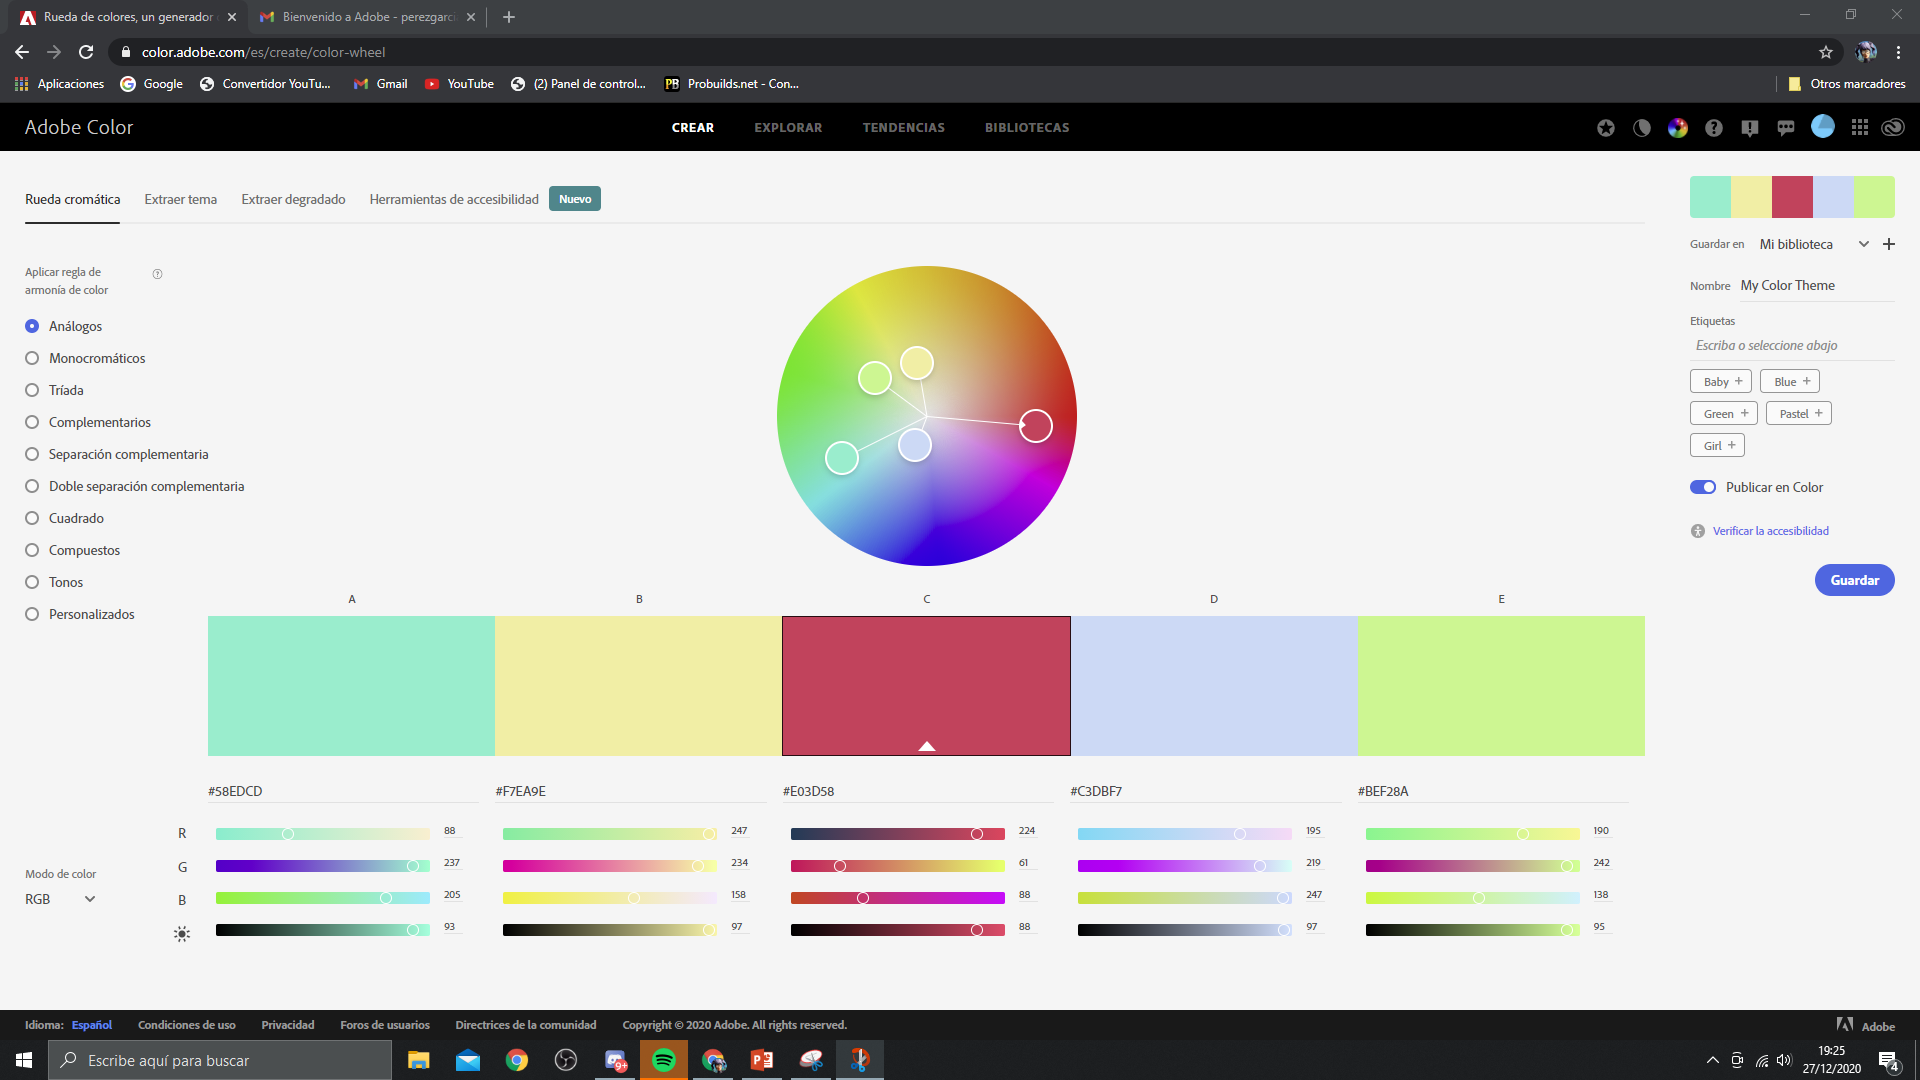 Rueda de colores, un generador
Bienvenido a Adobe - perezgarci
color.adobe.com/es/create/color-wheel
Aplicaciones
Google
Convertidor YouTu...
Gmail
YouTube
(2) Panel de control...
PB
Probuilds.net - Con...
Otros marcadores
Adobe Color
CREAR
EXPLORAR
TENDENCIAS
BIBLIOTECAS
Rueda cromática
Extraer tema
Extraer degradado
Herramientas de accesibilidad
Nuevo
Guardar en
Mi biblioteca
Nombre
My Color Theme
Etiquetas
Escriba o seleccione abajo
Baby +
Blue +
Green +
Pastel +
Girl +
Publicar en Color
Verificar la accesibilidad
Guardar
Aplicar regla de
armonía de color
Análogos
Monocromáticos
Tríada
Complementarios
Separación complementaria
Doble separación complementaria
Cuadrado
Compuestos
Tonos
Personalizados
A
B
C
D
E
#58EDCD
#F7EA9E
#E03D58
#C3DBF7
#BEF28A
R
88
247
224
195
190
G
237
234
61
219
242
B
205
158
88
247
138
93
97
88
97
95
Modo de color
RGB
Idioma: Español
Condiciones de uso
Privacidad
Foros de usuarios
Directrices de la comunidad
Copyright © 2020 Adobe. All rights reserved.
Adobe
Escribe aquí para buscar
9+
19:25
27/12/2020
4